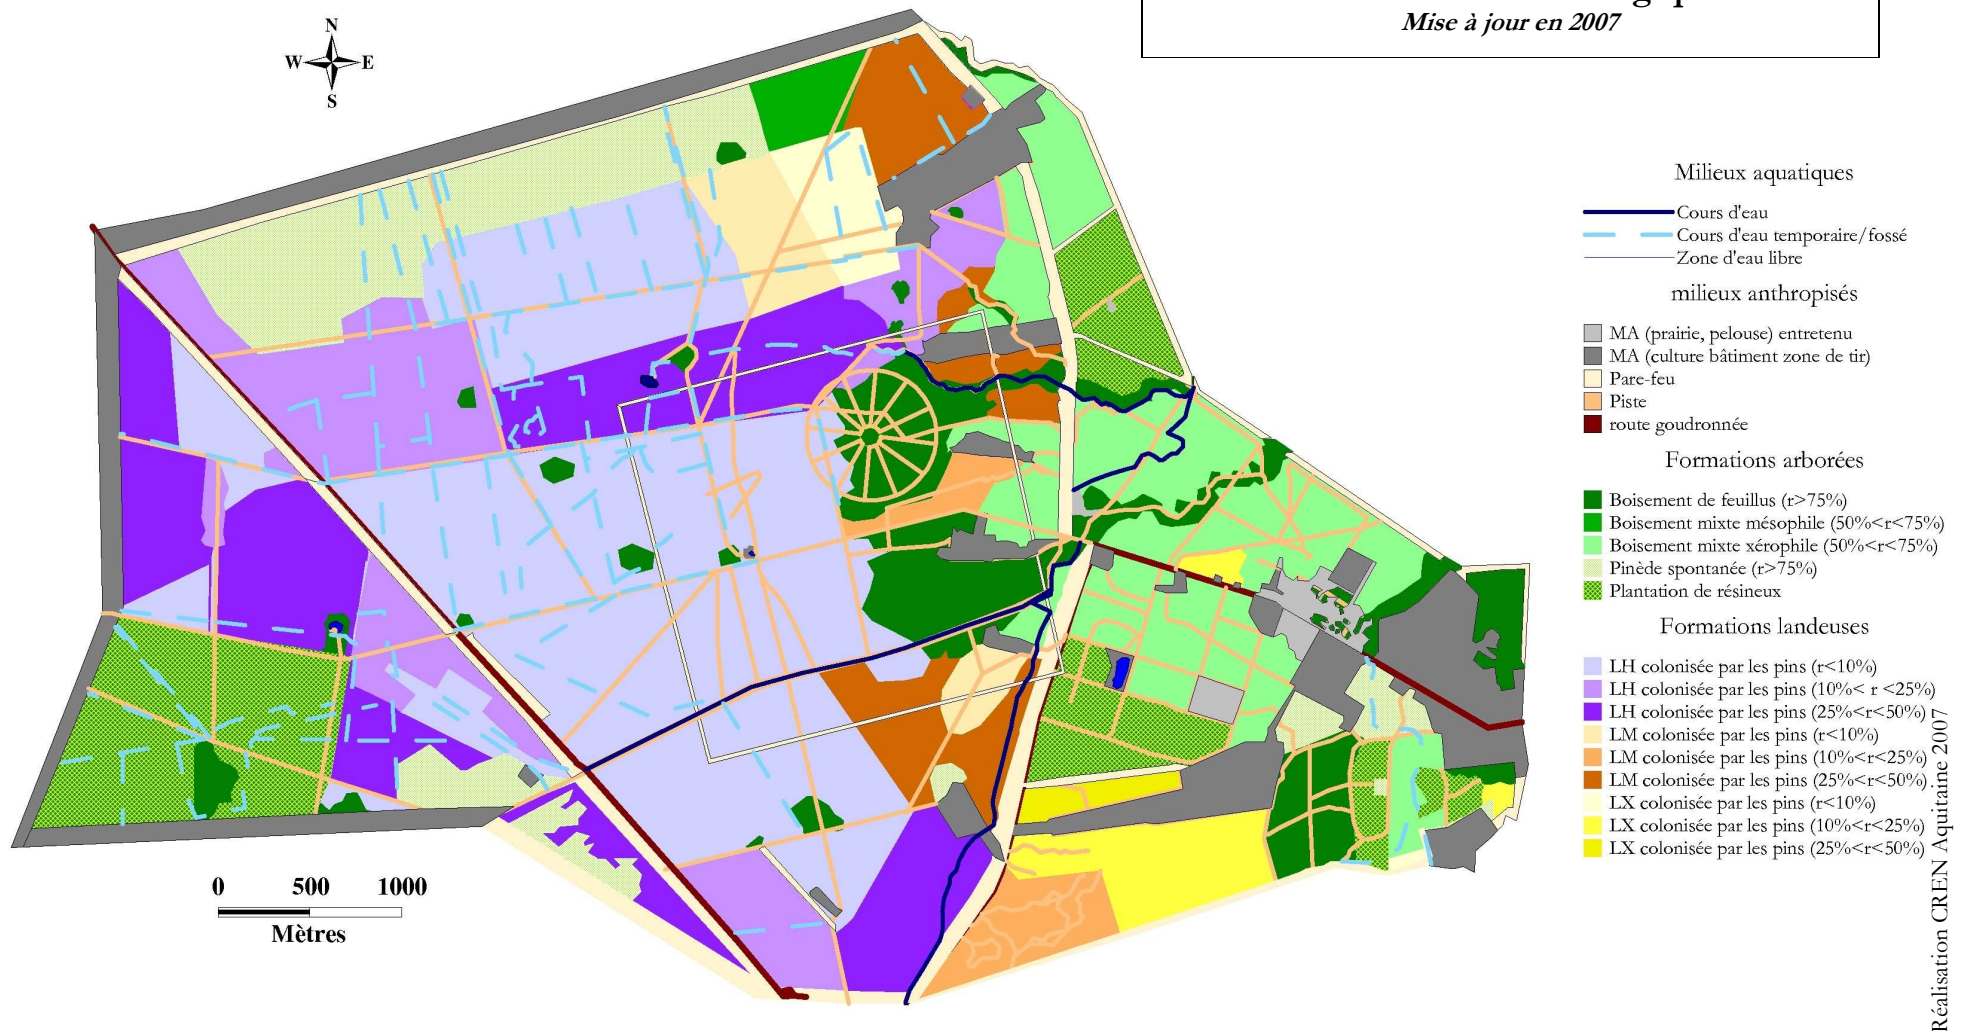 Mise à jour en 2007
N
W E
S
Milieux aquatiques
Cours d'eau
Cours d'eau temporaire/fossé
Zone d'eau libre
milieux anthropisés
MA (prairie, pelouse) entretenu
MA (culture bâtiment zone de tir)
Pare-feu
Piste
route goudronnée
Formations arborées
Boisement de feuillus (r>75%)
Boisement mixte mésophile (50%<r<75%)
Boisement mixte xérophile (50%<r<75%)
Pinède spontanée (r>75%)
Plantation de résineux
Formations landeuses
LH colonisée par les pins (r<10%)
LH colonisée par les pins (10%< r <25%)
LH colonisée par les pins (25%<r<50%)
LM colonisée par les pins (r<10%)
LM colonisée par les pins (10%<r<25%)
LM colonisée par les pins (25%<r<50%)
LX colonisée par les pins (r<10%)
LX colonisée par les pins (10%<r<25%)
LX colonisée par les pins (25%<r<50%)
0 500 1000
Mètres
Réalisation CREN Aquitaine 2007